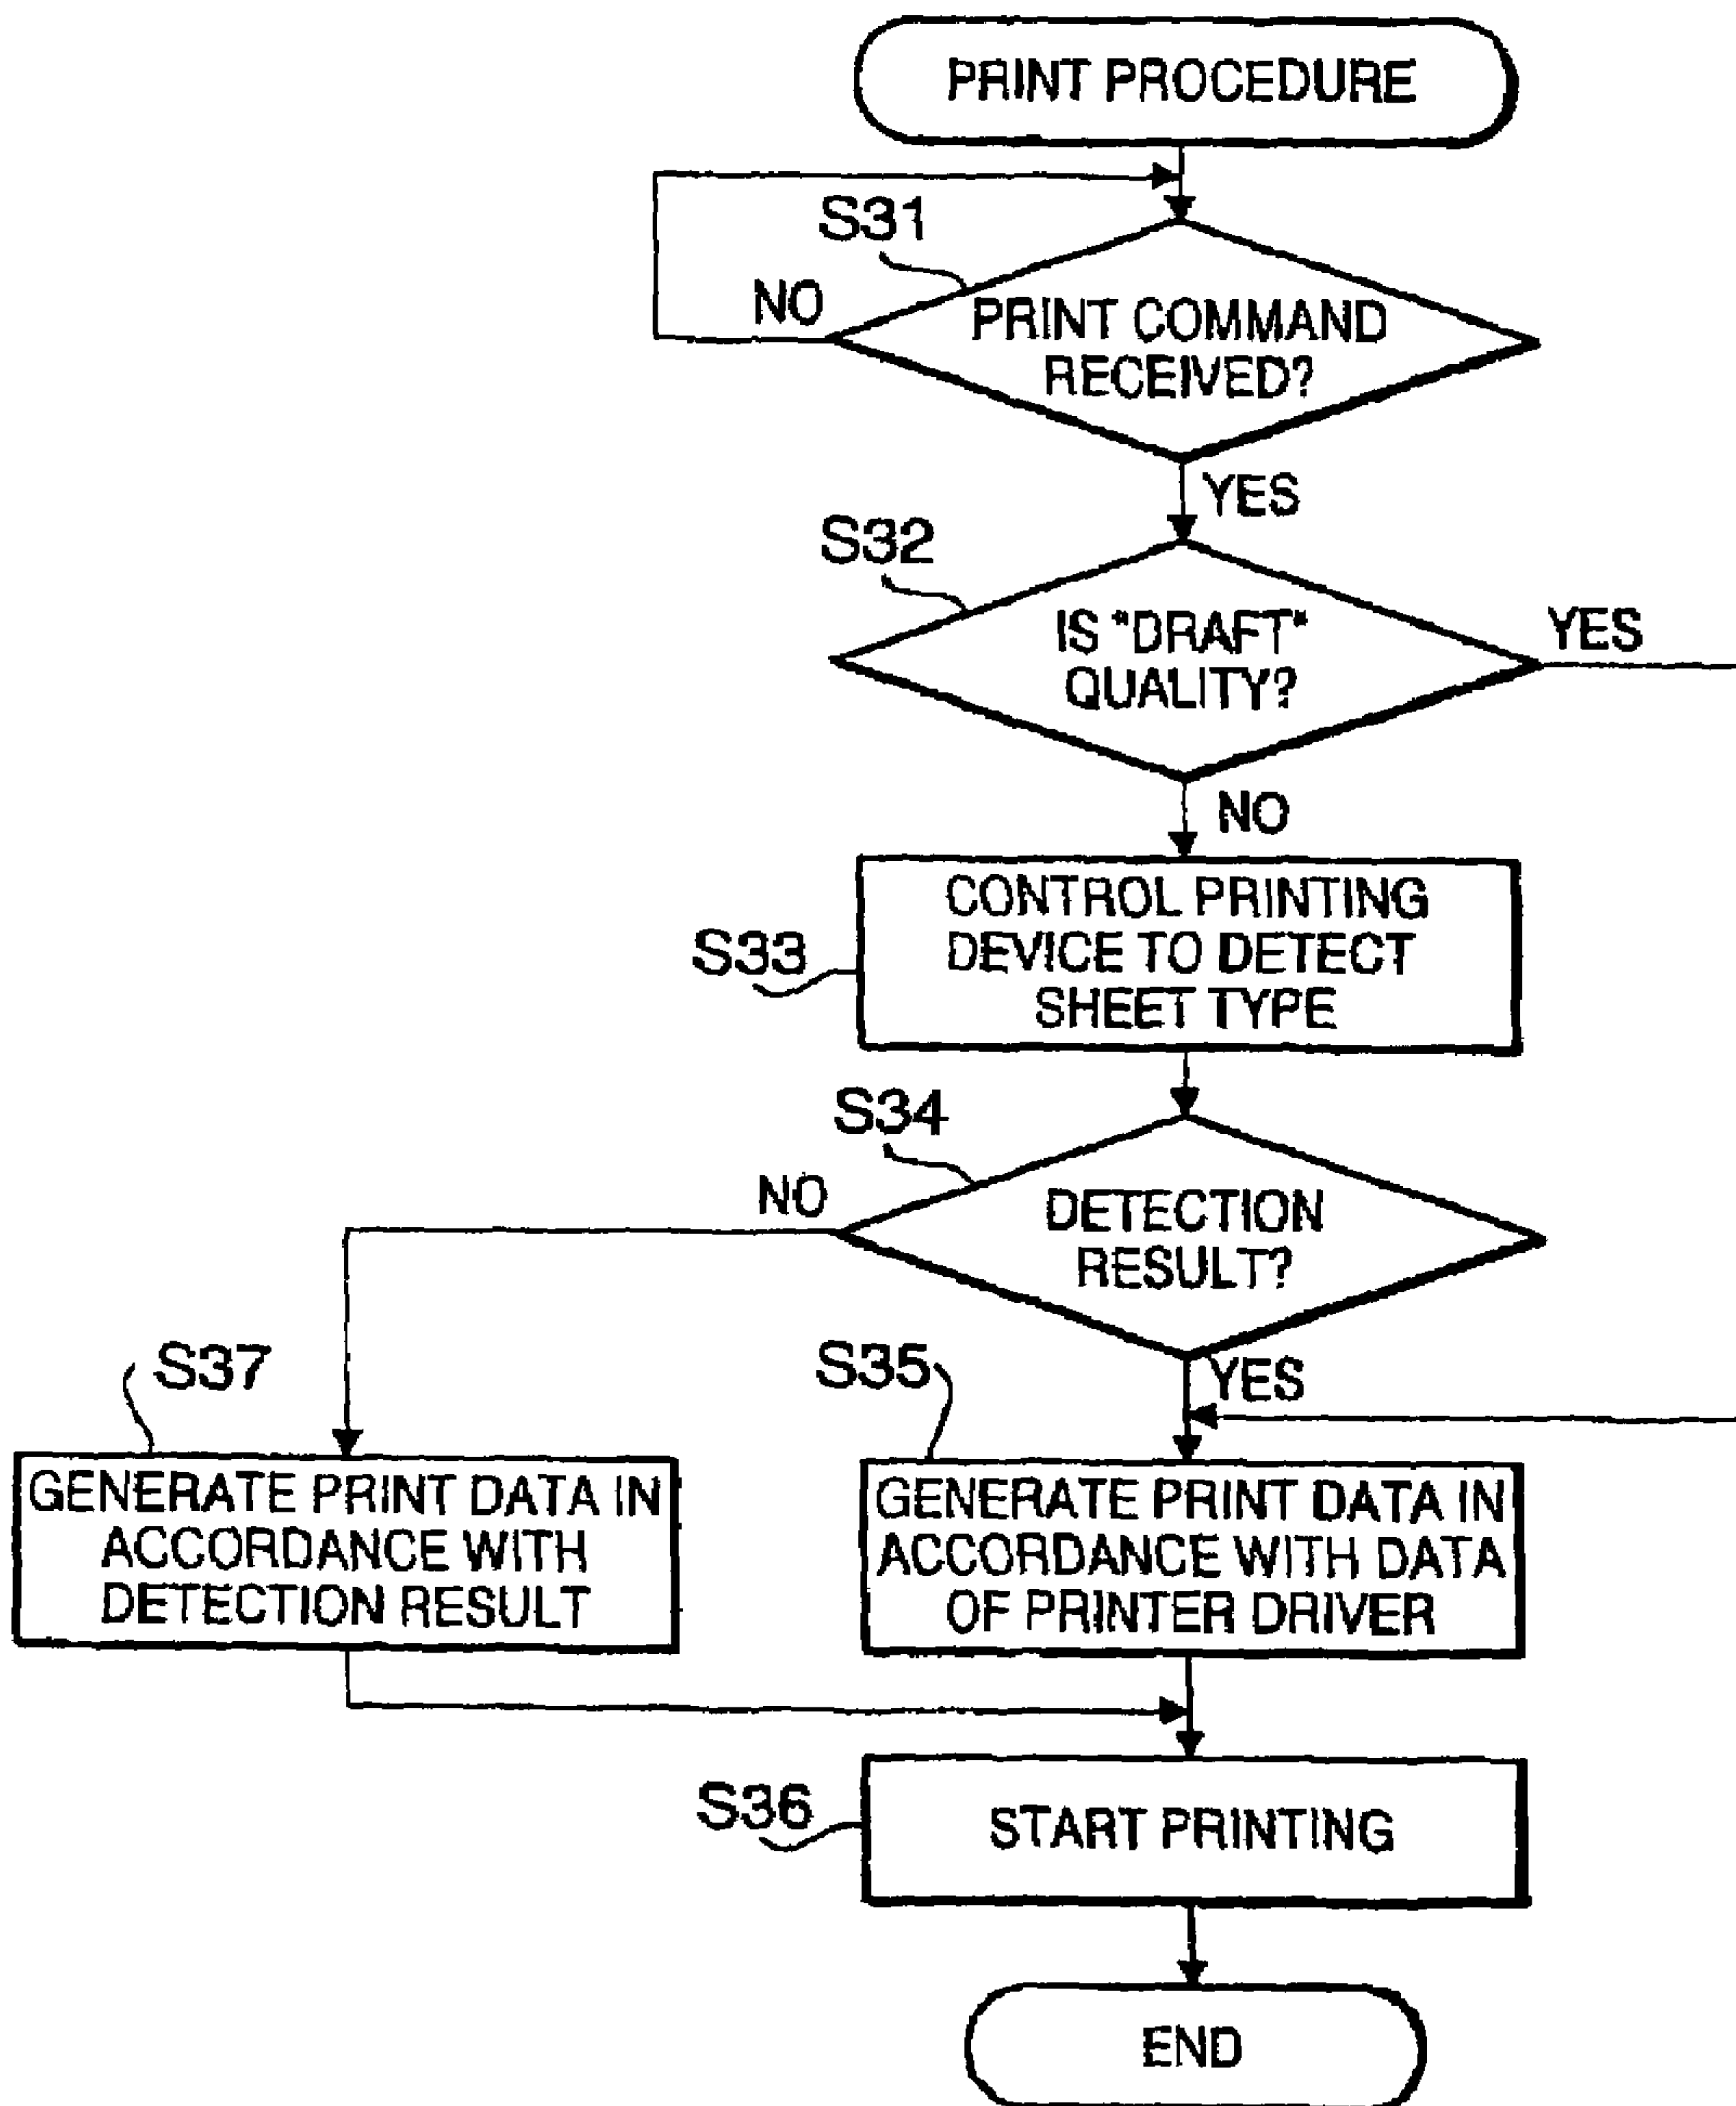 PRINT PROCEDURE
S31
NO
PRINT COMMAND
RECEIVED?
YES
S32
IS "DRAFT"
QUALITY?
YES
NO
S33
CONTROL PRINTING
DEVICE TO DETECT
SHEET TYPE
S34
NO
DETECTION
RESULT?
YES
S37
GENERATE PRINT DATA IN
ACCORDANCE WITH
DETECTION RESULT
S35
GENERATE PRINT DATA IN
ACCORDANCE WITH DATA
OF PRINTER DRIVER
S36
START PRINTING
END